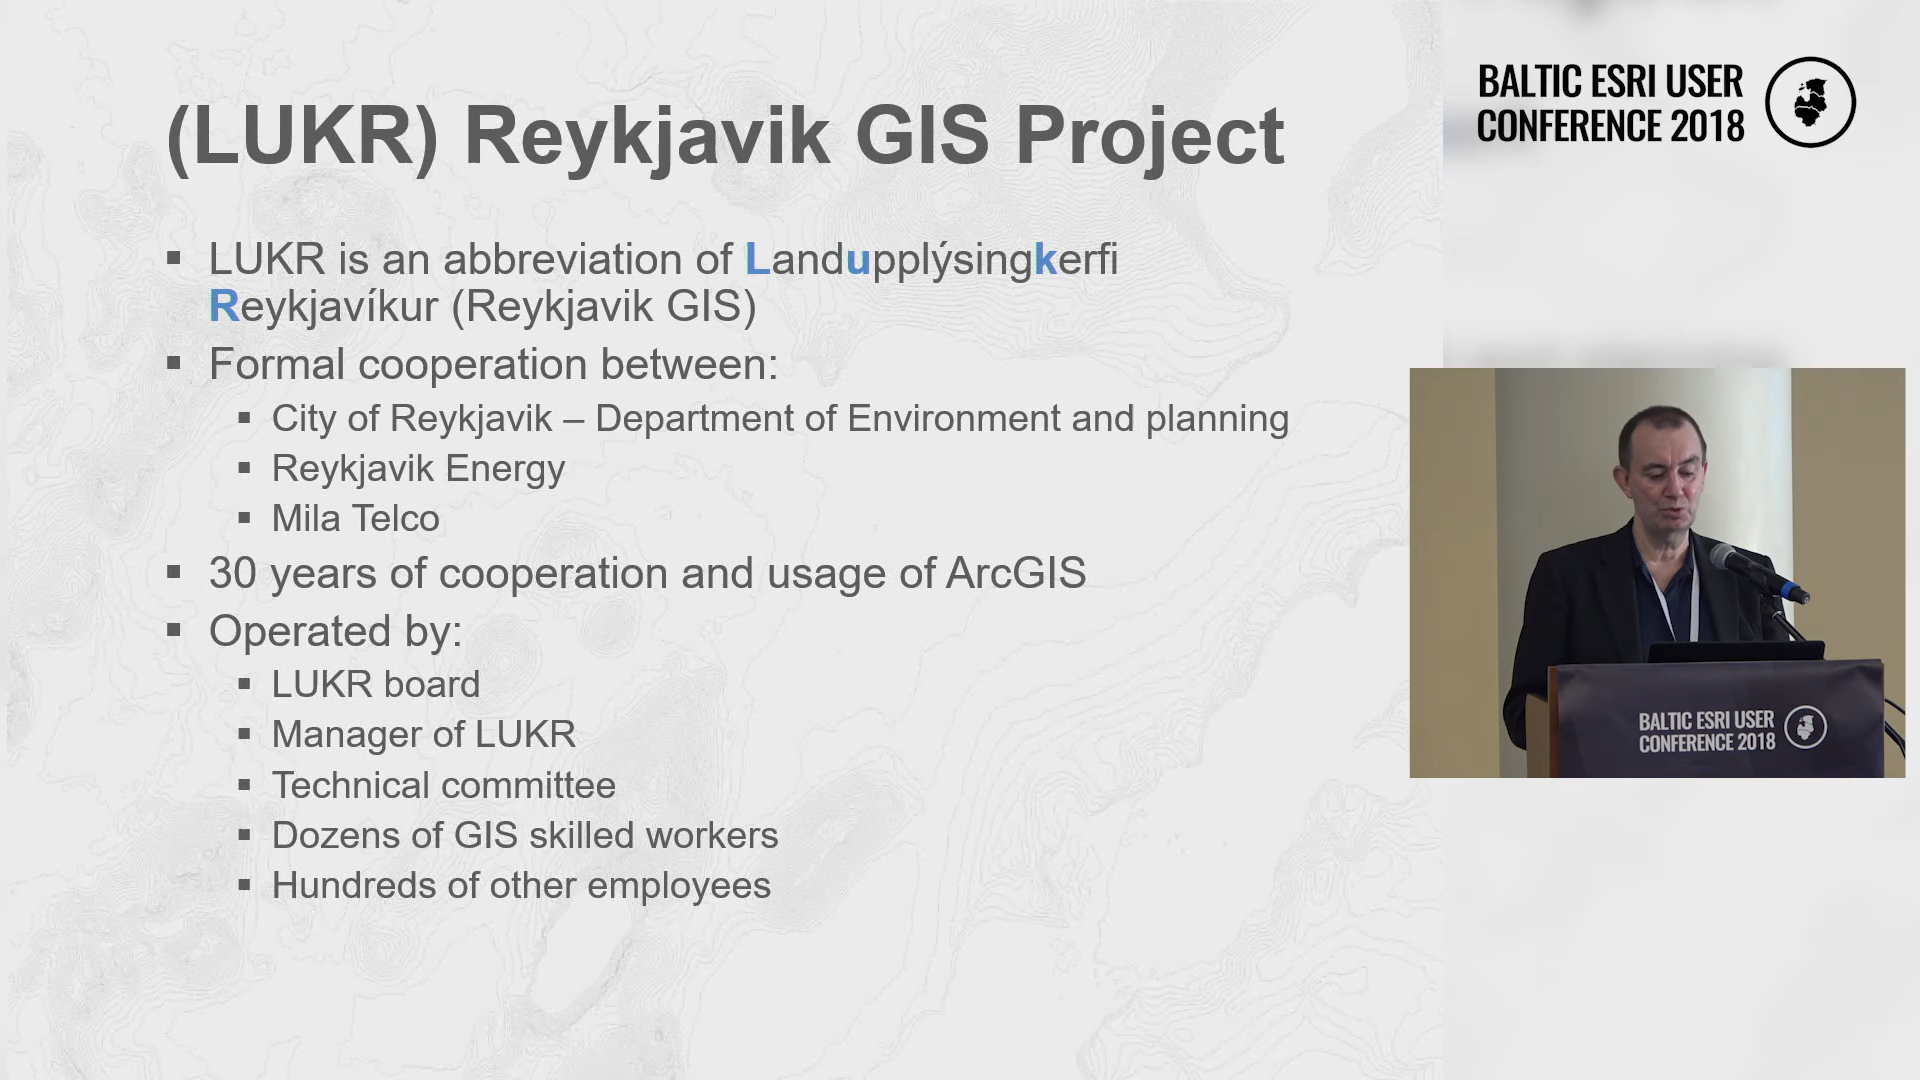 (LUKR) Reykjavik GIS Project
▪ LUKR is an abbreviation of Landupplýsingkerfi
Reykjavíkur (Reykjavik GIS)
▪ Formal cooperation between:
▪ City of Reykjavik – Department of Environment and planning
▪ Reykjavik Energy
▪ Mila Telco
▪ 30 years of cooperation and usage of ArcGIS
▪ Operated by:
▪ LUKR board
▪ Manager of LUKR
▪ Technical committee
▪ Dozens of GIS skilled workers
▪ Hundreds of other employees
BALTIC ESRI USER
CONFERENCE 2018
BALTIC ESRI USER
CONFERENCE 2018